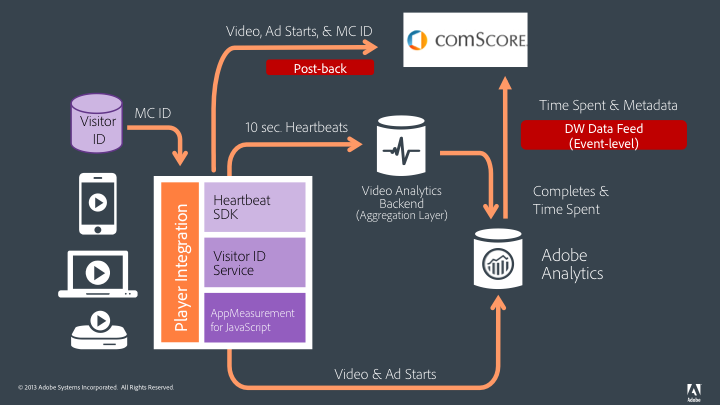 Video, Ad Starts, & MC ID
Post-back
comScore.
Visitor
ID
MC ID
10 sec. Heartbeats
Time Spent & Metadata
DW Data Feed
(Event-level)
Video Analytics
Backend
(Aggregation Layer)
Completes &
Time Spent
Player Integration
Heartbeat
SDK
Visitor ID
Service
AppMeasurement
for JavaScript
Adobe
Analytics
Video & Ad Starts
© 2013 Adobe Systems Incorporated. All Rights Reserved.
Adobe